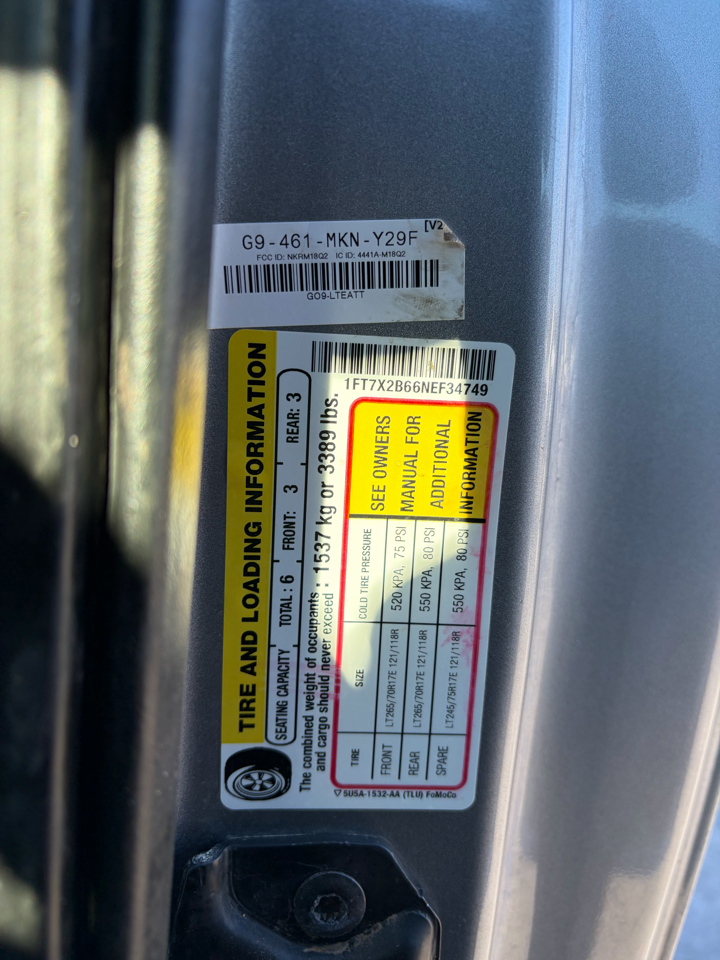 [V2
G9-461-MKN-Y29F
FCC ID: NKRM18Q2 IC ID: 4441A-M18Q2
GO9-LTEATT
1FT7X2B66NEF34749
TIRE AND LOADING INFORMATION
SEATING CAPACITY TOTAL : 6 FRONT: 3 REAR: 3
The combined weight of occupants
and cargo should never exceed : 1537 kg or 3389 lbs.
TIRE SIZE COLD TIRE PRESSURE SEE OWNERS
FRONT LT265/70R17E 121/118R 520 KPA, 75 PSI MANUAL FOR
REAR LT265/70R17E 121/118R 550 KPA, 80 PSI ADDITIONAL
SPARE LT245/75R17E 121/118R 550 KPA, 80 PSI INFORMATION
5U5A-1532-AA (TLU) FoMoCo